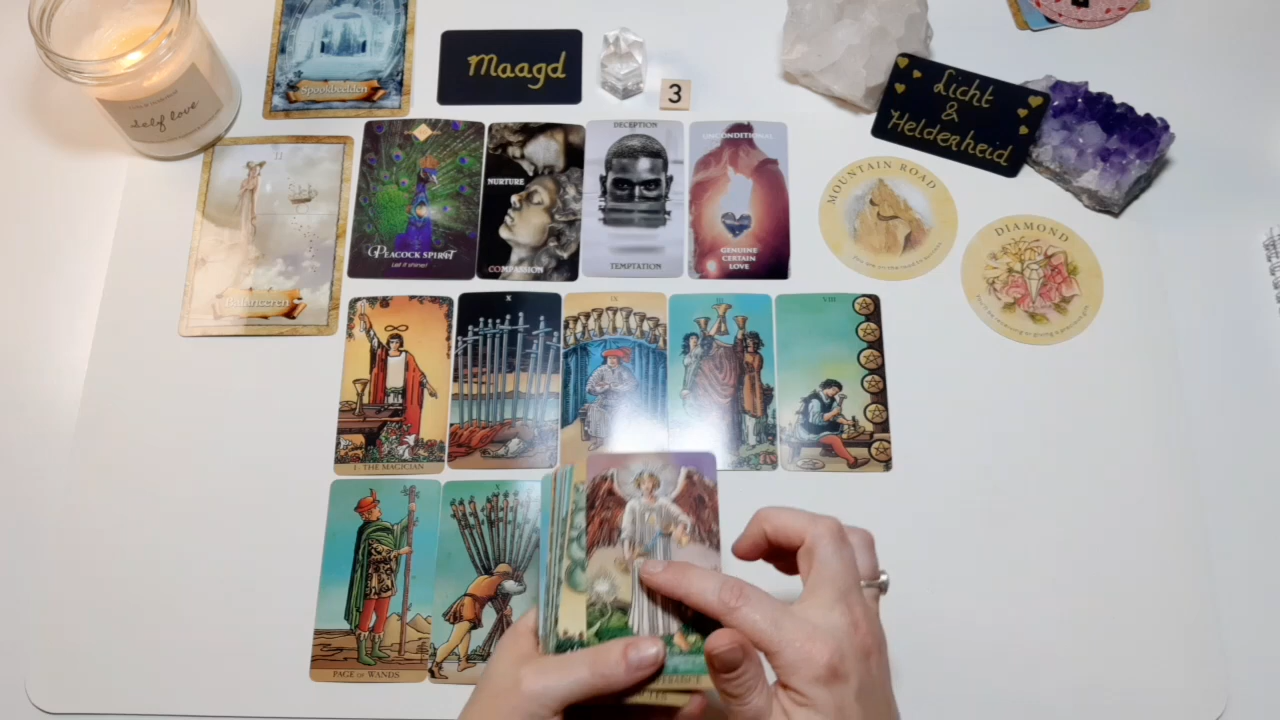 Spookbeelden
Maagd
3
Licht
&
Heldenheid
self love
II
Balanceren
PEACOCK SPIRIT
Let it shine!
NURTURE
COMPASSION
DECEPTION
TEMPTATION
UNCONDITIONAL
GENUINE
CERTAIN
LOVE
MOUNTAIN ROAD
DIAMOND
I - THE MAGICIAN
X
IX
III
VIII
PAGE OF WANDS
X